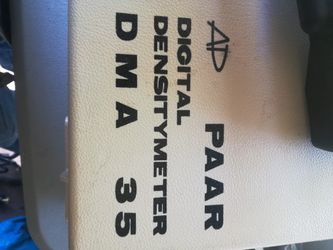 PAAR
DIGITAL
DENSITYMETER
DMA 35